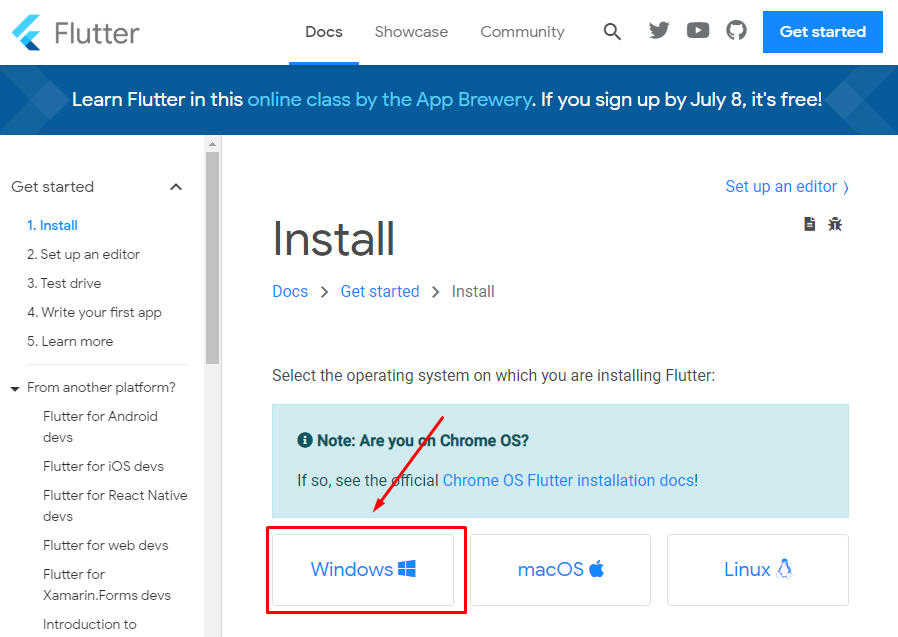 Flutter
Docs
Showcase
Community
Get started
Learn Flutter in this online class by the App Brewery. If you sign up by July 8, it's free!
Get started
1. Install
2. Set up an editor
3. Test drive
4. Write your first app
5. Learn more
From another platform?
Flutter for Android
devs
Flutter for iOS devs
Flutter for React Native
devs
Flutter for web devs
Flutter for
Xamarin.Forms devs
Introduction to
Set up an editor
Install
Docs
Get started
Install
Select the operating system on which you are installing Flutter:
Note: Are you on Chrome OS?
If so, see the official Chrome OS Flutter installation docs!
Windows
macOS
Linux